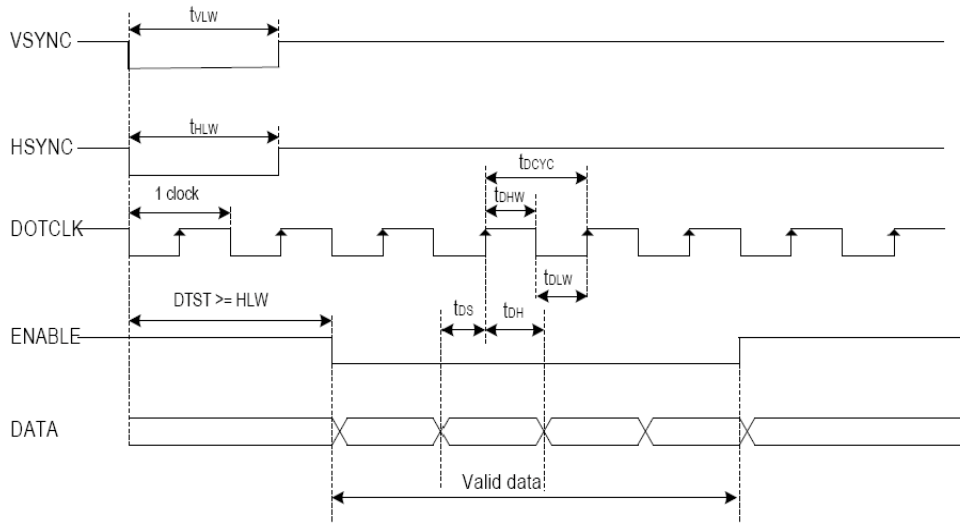 tVLW
VSYNC
tHLW
HSYNC
tDCYC
1 clock
tDHW
DOTCLK
tDLW
DTST >= HLW
tDS
tDH
ENABLE
DATA
Valid data